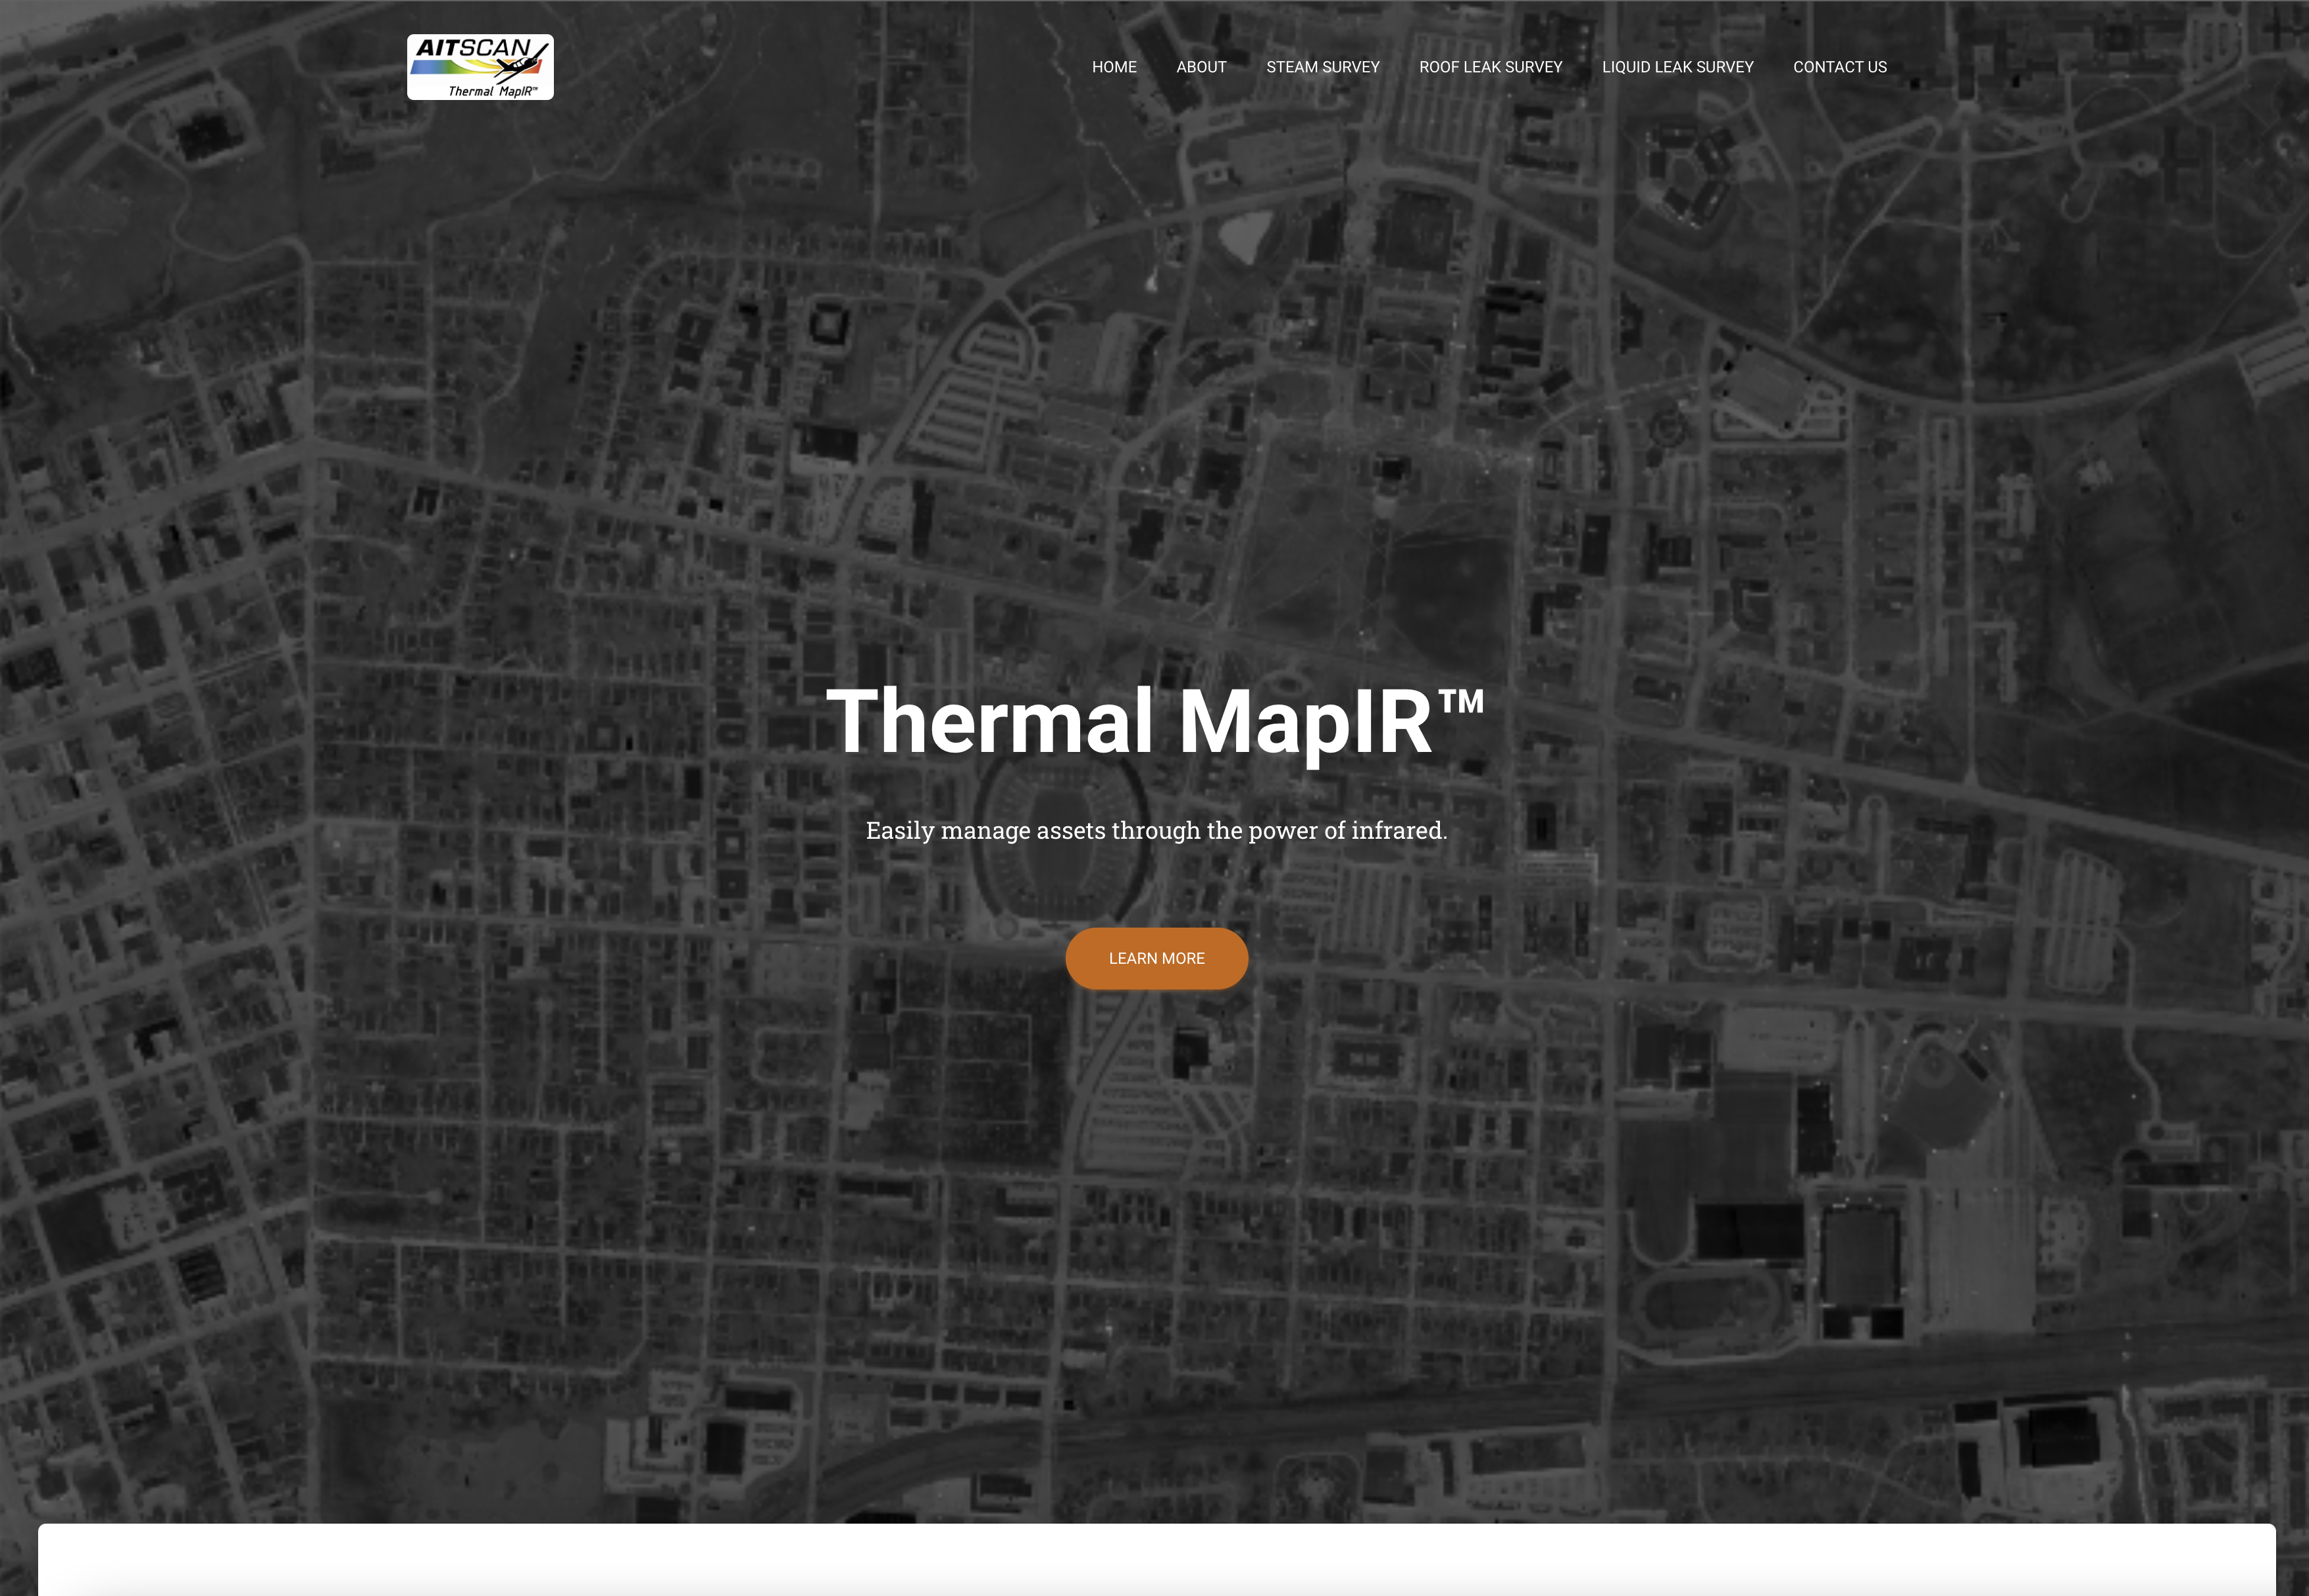 AITSCAN
Thermal MapIR™
HOME
ABOUT
STEAM SURVEY
ROOF LEAK SURVEY
LIQUID LEAK SURVEY
CONTACT US
Thermal MapIR™
Easily manage assets through the power of infrared.
LEARN MORE